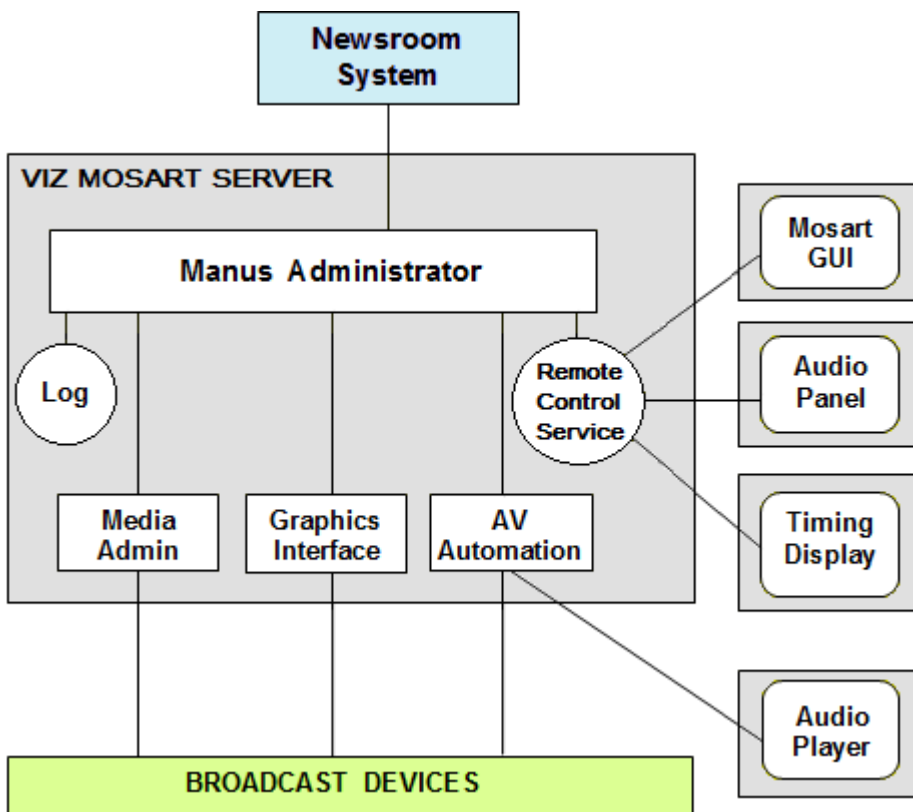 Newsroom
System
VIZ MOSART SERVER
Manus Administrator
Mosart
GUI
Log
Remote
Control
Service
Audio
Panel
Media
Admin
Graphics
Interface
AV
Automation
Timing
Display
Audio
Player
BROADCAST DEVICES